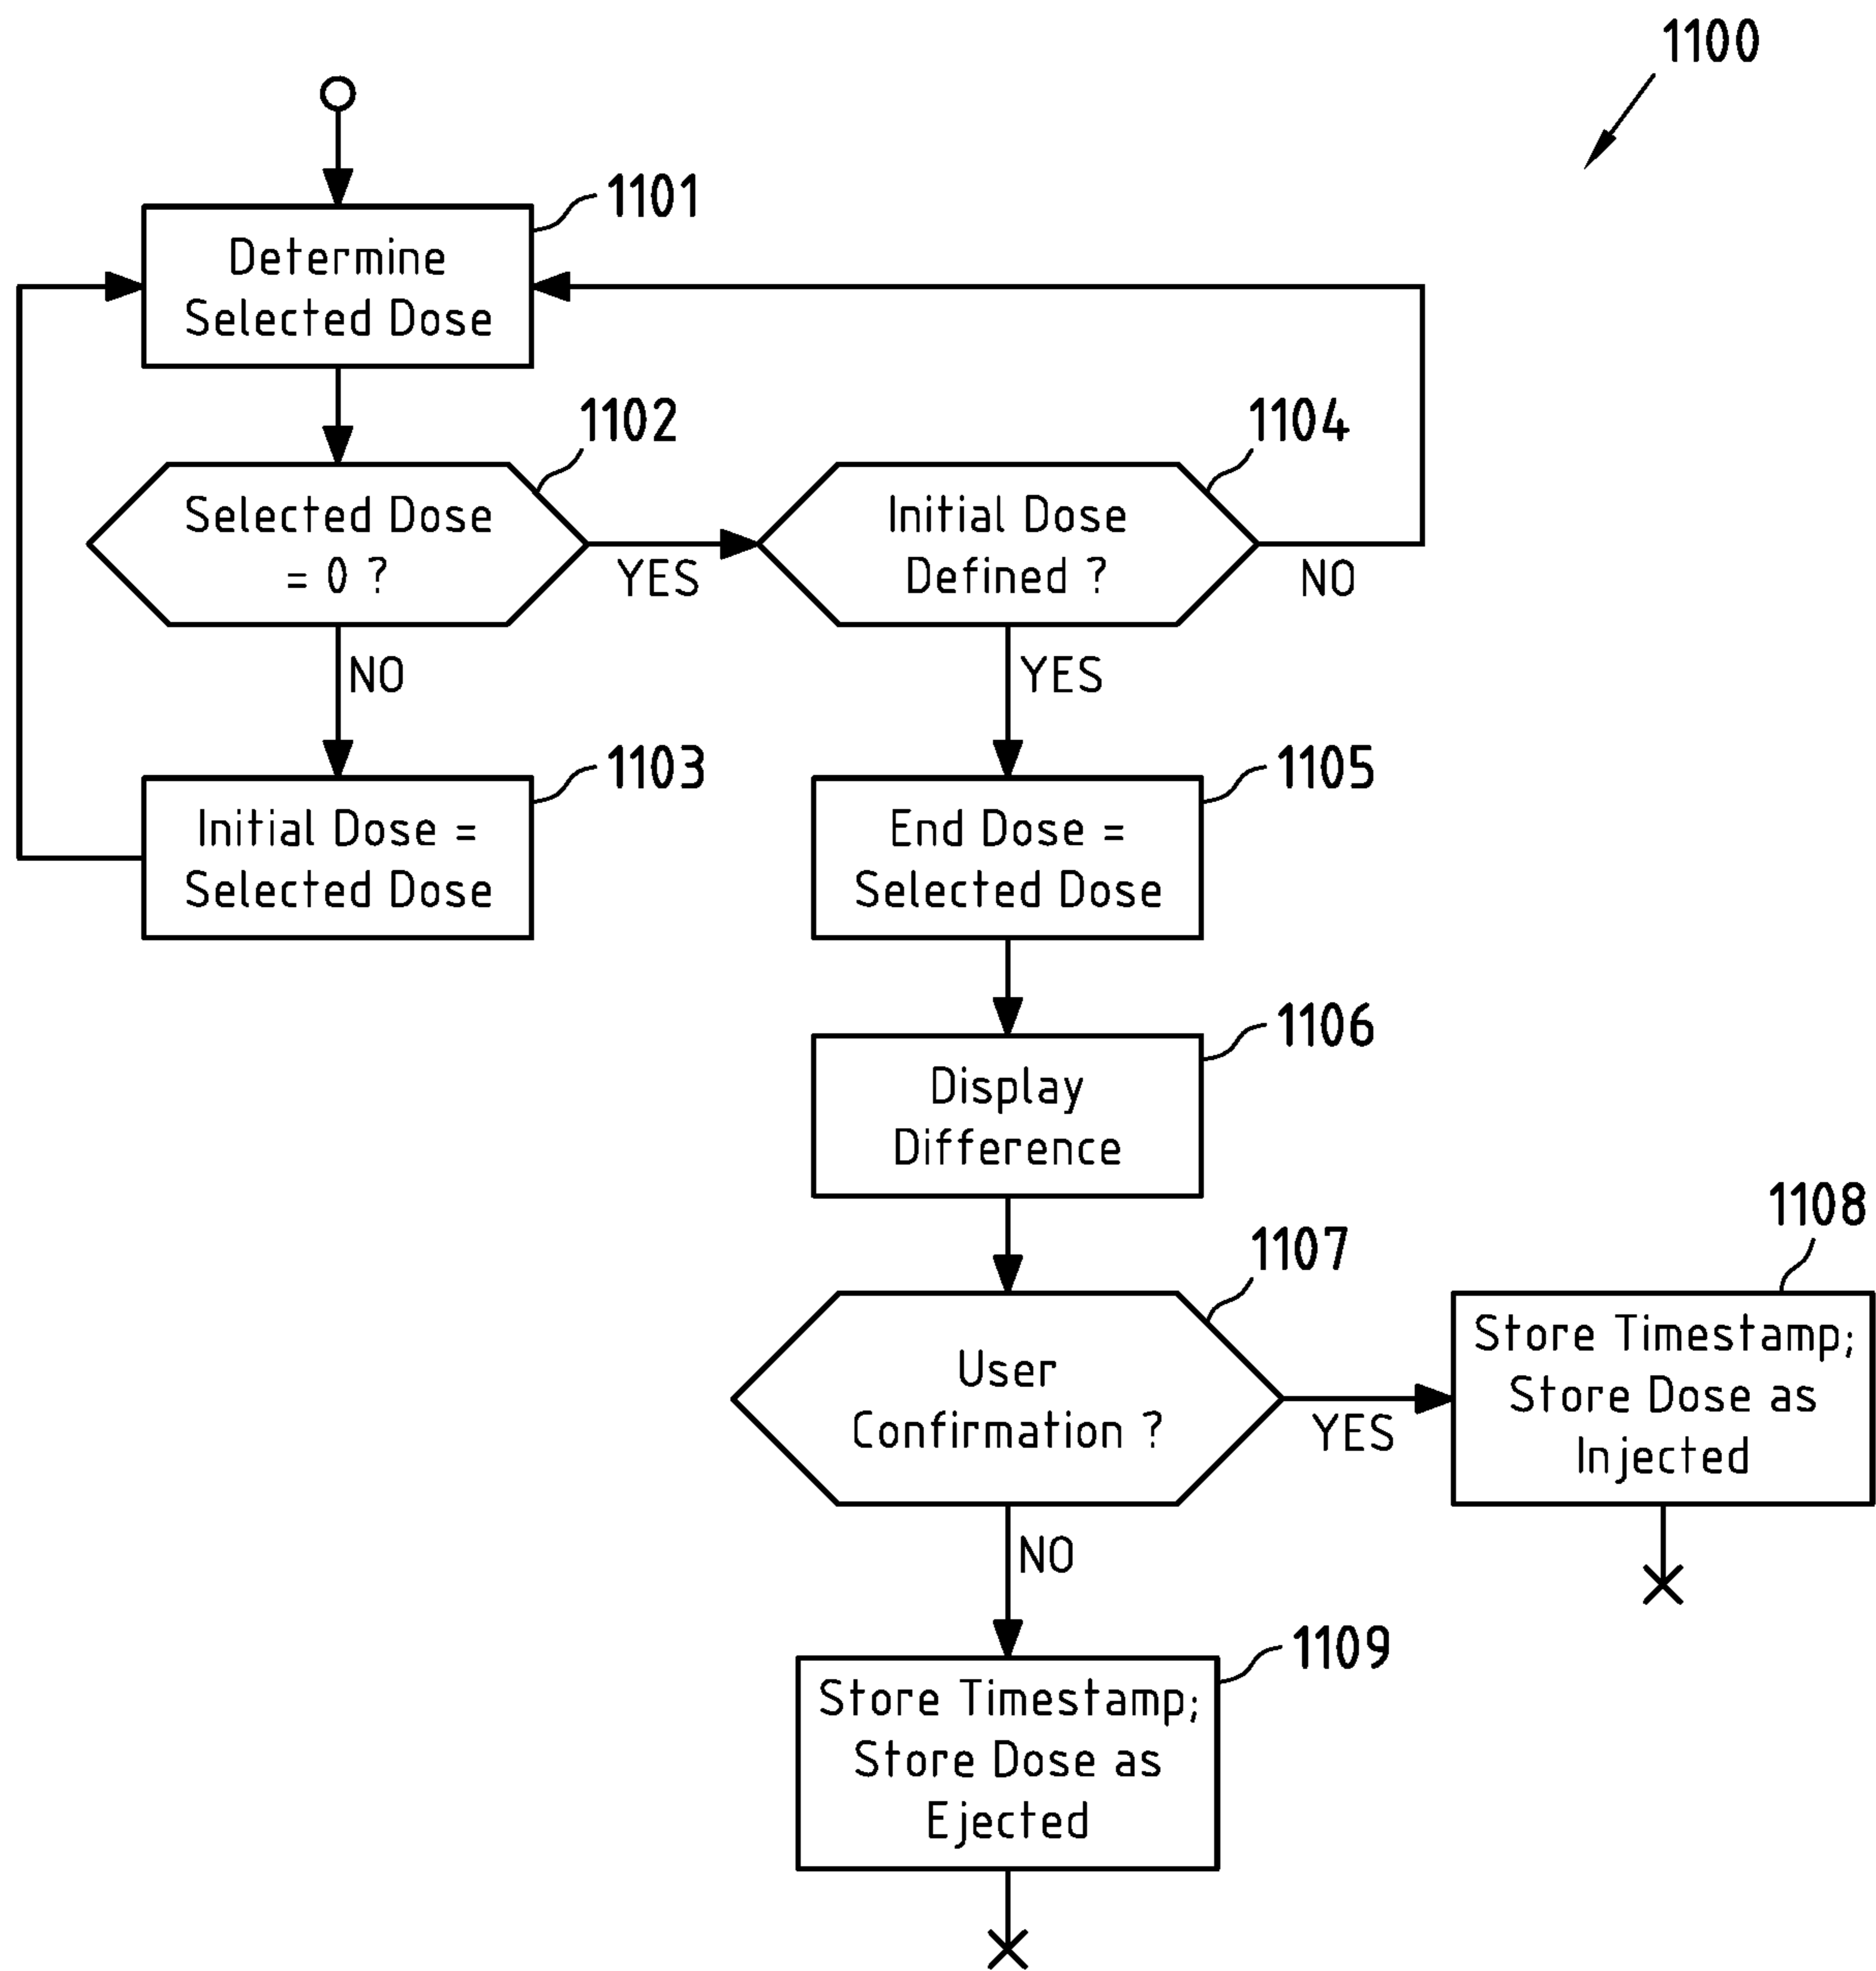 1100
1101
Determine
Selected Dose
1102
Selected Dose
= 0 ?
YES
NO
1104
Initial Dose
Defined ?
NO
YES
1103
Initial Dose =
Selected Dose
1105
End Dose =
Selected Dose
1106
Display
Difference
1107
User
Confirmation ?
YES
NO
1108
Store Timestamp;
Store Dose as
Injected
1109
Store Timestamp;
Store Dose as
Ejected